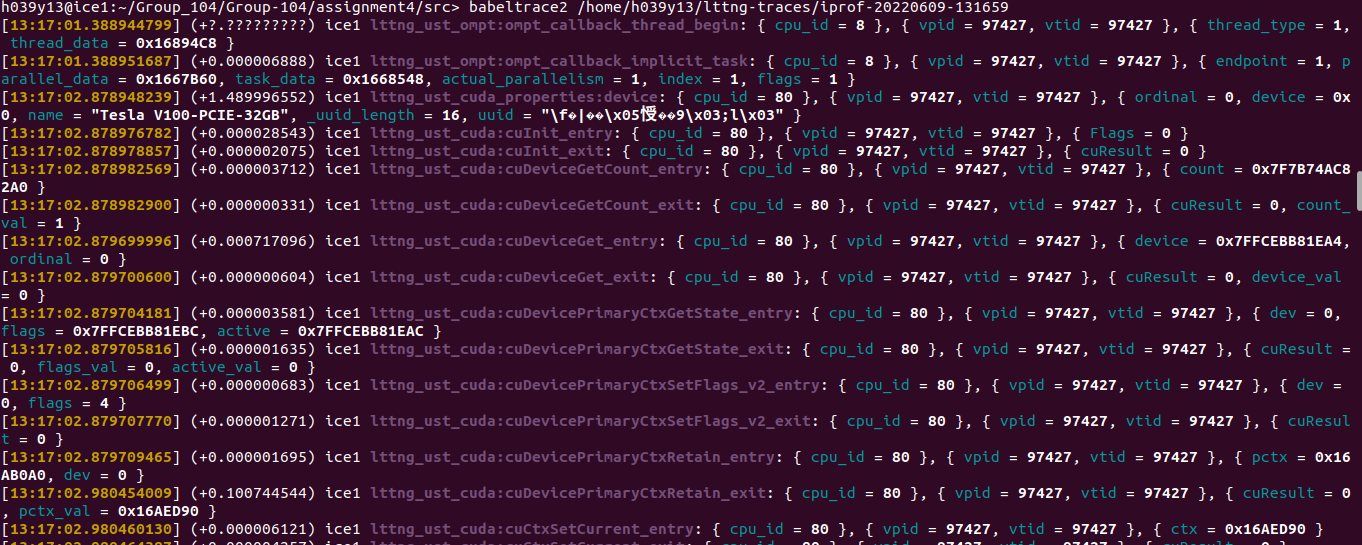 h039y13@ice1:~/Group_104/Group-104/assignment4/src> babeltrace2 /home/h039y13/lttng-traces/iprof-20220609-131659
[13:17:01.388944799] (+?.?????????) ice1 lttng_ust_ompt:ompt_callback_thread_begin: { cpu_id = 8 }, { vpid = 97427, vtid = 97427 }, { thread_type = 1,
thread_data = 0x16894C8 }
[13:17:01.388951687] (+0.000006888) ice1 lttng_ust_ompt:ompt_callback_implicit_task: { cpu_id = 8 }, { vpid = 97427, vtid = 97427 }, { endpoint = 1, p
arallel_data = 0x1667B60, task_data = 0x1668548, actual_parallelism = 1, index = 1, flags = 1 }
[13:17:02.878948239] (+1.489996552) ice1 lttng_ust_cuda_properties:device: { cpu_id = 80 }, { vpid = 97427, vtid = 97427 }, { ordinal = 0, device = 0x
0, name = "Tesla V100-PCIE-32GB", _uuid_length = 16, uuid = "\f�|��\x05���9\x03;l\x03" }
[13:17:02.878976782] (+0.000028543) ice1 lttng_ust_cuda:cuInit_entry: { cpu_id = 80 }, { vpid = 97427, vtid = 97427 }, { Flags = 0 }
[13:17:02.878978857] (+0.000002075) ice1 lttng_ust_cuda:cuInit_exit: { cpu_id = 80 }, { vpid = 97427, vtid = 97427 }, { cuResult = 0 }
[13:17:02.878982569] (+0.000003712) ice1 lttng_ust_cuda:cuDeviceGetCount_entry: { cpu_id = 80 }, { vpid = 97427, vtid = 97427 }, { count = 0x7F7B74AC8
2A0 }
[13:17:02.878982900] (+0.000000331) ice1 lttng_ust_cuda:cuDeviceGetCount_exit: { cpu_id = 80 }, { vpid = 97427, vtid = 97427 }, { cuResult = 0, count_
val = 1 }
[13:17:02.879699996] (+0.000717096) ice1 lttng_ust_cuda:cuDeviceGet_entry: { cpu_id = 80 }, { vpid = 97427, vtid = 97427 }, { device = 0x7FFCEBB81EA4,
ordinal = 0 }
[13:17:02.879700600] (+0.000000604) ice1 lttng_ust_cuda:cuDeviceGet_exit: { cpu_id = 80 }, { vpid = 97427, vtid = 97427 }, { cuResult = 0, device_val
= 0 }
[13:17:02.879704181] (+0.000003581) ice1 lttng_ust_cuda:cuDevicePrimaryCtxGetState_entry: { cpu_id = 80 }, { vpid = 97427, vtid = 97427 }, { dev = 0,
flags = 0x7FFCEBB81EBC, active = 0x7FFCEBB81EAC }
[13:17:02.879705816] (+0.000001635) ice1 lttng_ust_cuda:cuDevicePrimaryCtxGetState_exit: { cpu_id = 80 }, { vpid = 97427, vtid = 97427 }, { cuResult =
0, flags_val = 0, active_val = 0 }
[13:17:02.879706499] (+0.000000683) ice1 lttng_ust_cuda:cuDevicePrimaryCtxSetFlags_v2_entry: { cpu_id = 80 }, { vpid = 97427, vtid = 97427 }, { dev =
0, flags = 4 }
[13:17:02.879707770] (+0.000001271) ice1 lttng_ust_cuda:cuDevicePrimaryCtxSetFlags_v2_exit: { cpu_id = 80 }, { vpid = 97427, vtid = 97427 }, { cuResul
t = 0 }
[13:17:02.879709465] (+0.000001695) ice1 lttng_ust_cuda:cuDevicePrimaryCtxRetain_entry: { cpu_id = 80 }, { vpid = 97427, vtid = 97427 }, { pctx = 0x16
AB0A0, dev = 0 }
[13:17:02.980454009] (+0.100744544) ice1 lttng_ust_cuda:cuDevicePrimaryCtxRetain_exit: { cpu_id = 80 }, { vpid = 97427, vtid = 97427 }, { cuResult = 0
, pctx_val = 0x16AED90 }
[13:17:02.980460130] (+0.000006121) ice1 lttng_ust_cuda:cuCtxSetCurrent_entry: { cpu_id = 80 }, { vpid = 97427, vtid = 97427 }, { ctx = 0x16AED90 }